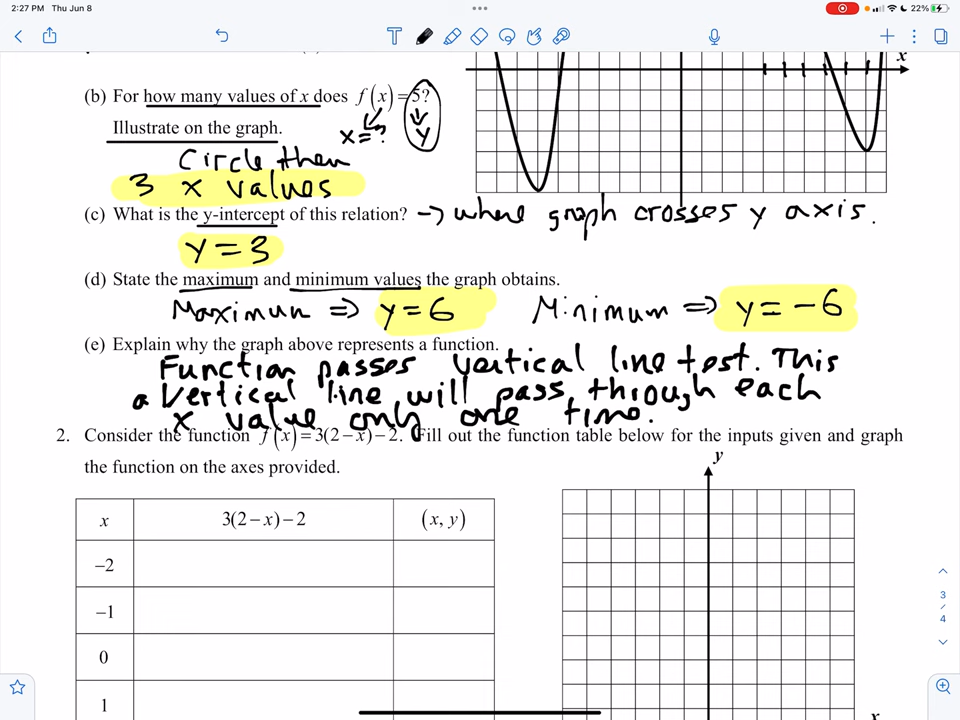 2:27 PM Thu Jun 8
22%
x
(b) For how many values of x does f(x)=5?
Illustrate on the graph.
x=? y
Circle then
3 x values
(c) What is the y-intercept of this relation? → where graph crosses y axis.
y=3
(d) State the maximum and minimum values the graph obtains.
Maximun ⇒ y=6 Minimum ⇒ y=-6
(e) Explain why the graph above represents a function.
Function passes vertical line test. This
a vertical line will pass through each
x value only one time.
2. Consider the function f(x)=3(2−x)−2. Fill out the function table below for the inputs given and graph
the function on the axes provided.
y
x 3(2−x)−2 (x, y)
−2
−1
0
1
x
3
/
4